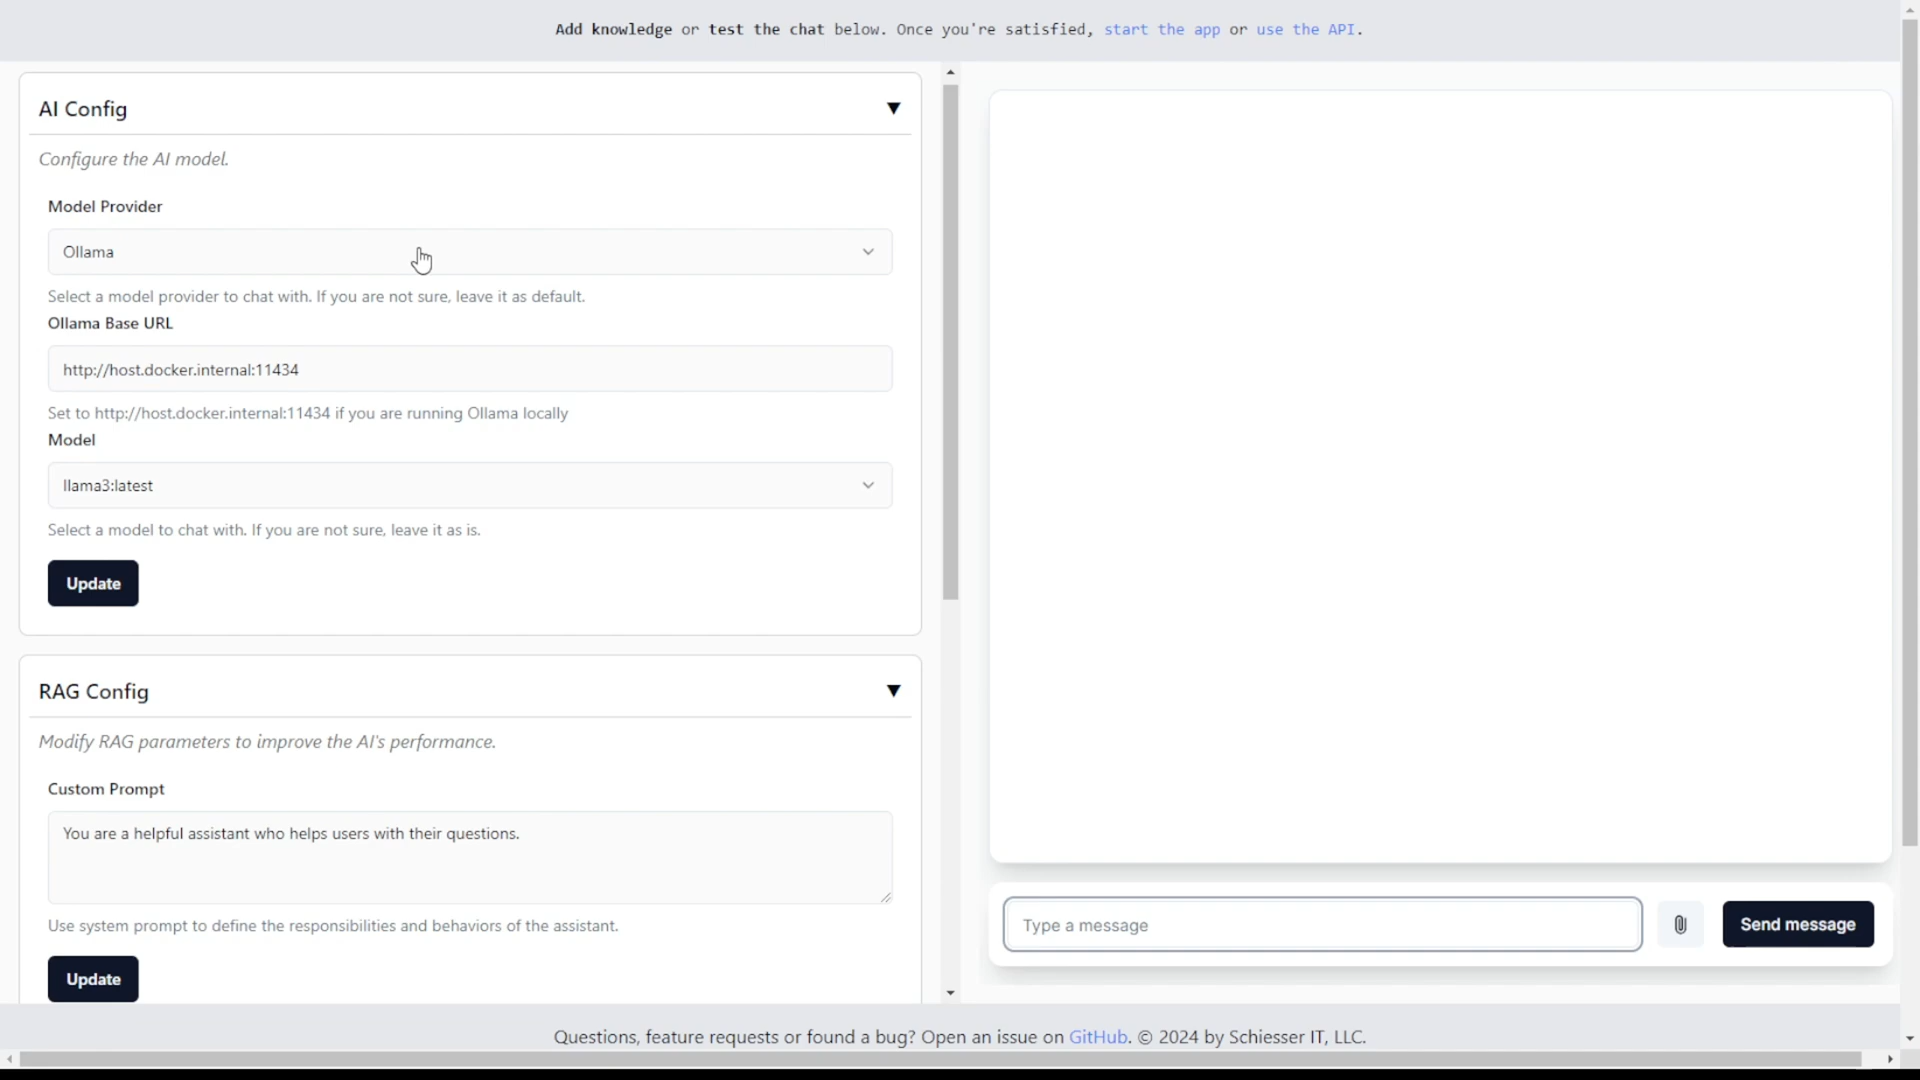 Add knowledge or test the chat below. Once you're satisfied, start the app or use the API.
AI Config
Configure the AI model.
Model Provider
Ollama
Select a model provider to chat with. If you are not sure, leave it as default.
Ollama Base URL
http://host.docker.internal:11434
Set to http://host.docker.internal:11434 if you are running Ollama locally
Model
llama3:latest
Select a model to chat with. If you are not sure, leave it as is.
Update
RAG Config
Modify RAG parameters to improve the AI's performance.
Custom Prompt
You are a helpful assistant who helps users with their questions.
Use system prompt to define the responsibilities and behaviors of the assistant.
Update
Type a message
Send message
Questions, feature requests or found a bug? Open an issue on GitHub. © 2024 by Schiesser IT, LLC.